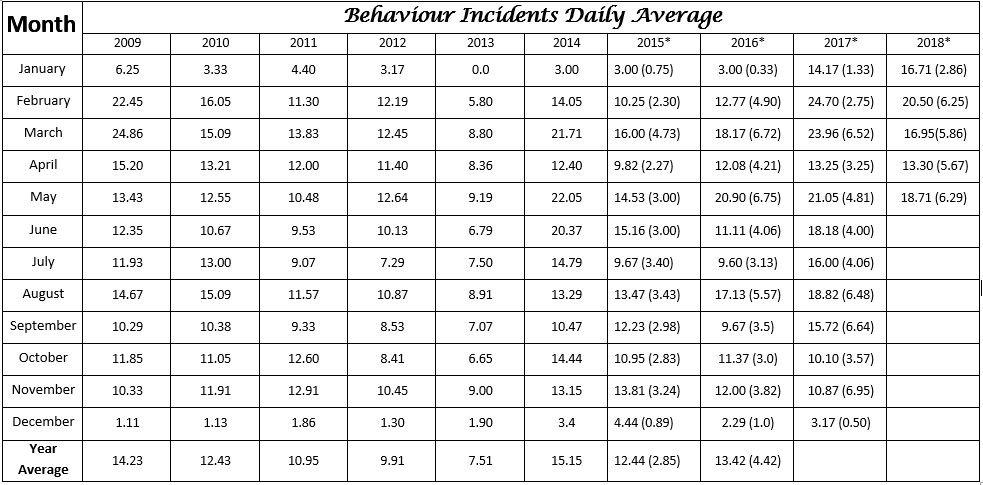 Month Behaviour Incidents Daily Average
2009 2010 2011 2012 2013 2014 2015* 2016* 2017* 2018*
January 6.25 3.33 4.40 3.17 0.0 3.00 3.00 (0.75) 3.00 (0.33) 14.17 (1.33) 16.71 (2.86)
February 22.45 16.05 11.30 12.19 5.80 14.05 10.25 (2.30) 12.77 (4.90) 24.70 (2.75) 20.50 (6.25)
March 24.86 15.09 13.83 12.45 8.80 21.71 16.00 (4.73) 18.17 (6.72) 23.96 (6.52) 16.95(5.86)
April 15.20 13.21 12.00 11.40 8.36 12.40 9.82 (2.27) 12.08 (4.21) 13.25 (3.25) 13.30 (5.67)
May 13.43 12.55 10.48 12.64 9.19 22.05 14.53 (3.00) 20.90 (6.75) 21.05 (4.81) 18.71 (6.29)
June 12.35 10.67 9.53 10.13 6.79 20.37 15.16 (3.00) 11.11 (4.06) 18.18 (4.00)
July 11.93 13.00 9.07 7.29 7.50 14.79 9.67 (3.40) 9.60 (3.13) 16.00 (4.06)
August 14.67 15.09 11.57 10.87 8.91 13.29 13.47 (3.43) 17.13 (5.57) 18.82 (6.48)
September 10.29 10.38 9.33 8.53 7.07 10.47 12.23 (2.98) 9.67 (3.5) 15.72 (6.64)
October 11.85 11.05 12.60 8.41 6.65 14.44 10.95 (2.83) 11.37 (3.0) 10.10 (3.57)
November 10.33 11.91 12.91 10.45 9.00 13.15 13.81 (3.24) 12.00 (3.82) 10.87 (6.95)
December 1.11 1.13 1.86 1.30 1.90 3.4 4.44 (0.89) 2.29 (1.0) 3.17 (0.50)
Year
Average 14.23 12.43 10.95 9.91 7.51 15.15 12.44 (2.85) 13.42 (4.42)